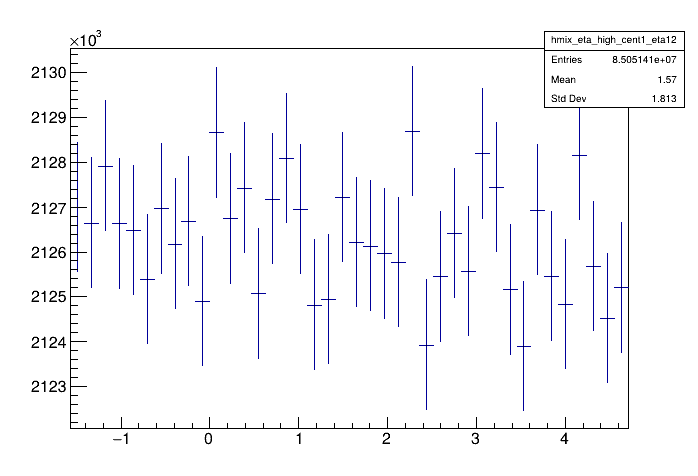 ×10³
hmix_eta_high_cent1_eta12
Entries 8.505141e+07
Mean 1.57
Std Dev 1.813
2130
2129
2128
2127
2126
2125
2124
2123
−1 0 1 2 3 4